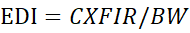 EDI = CXFIR/BW